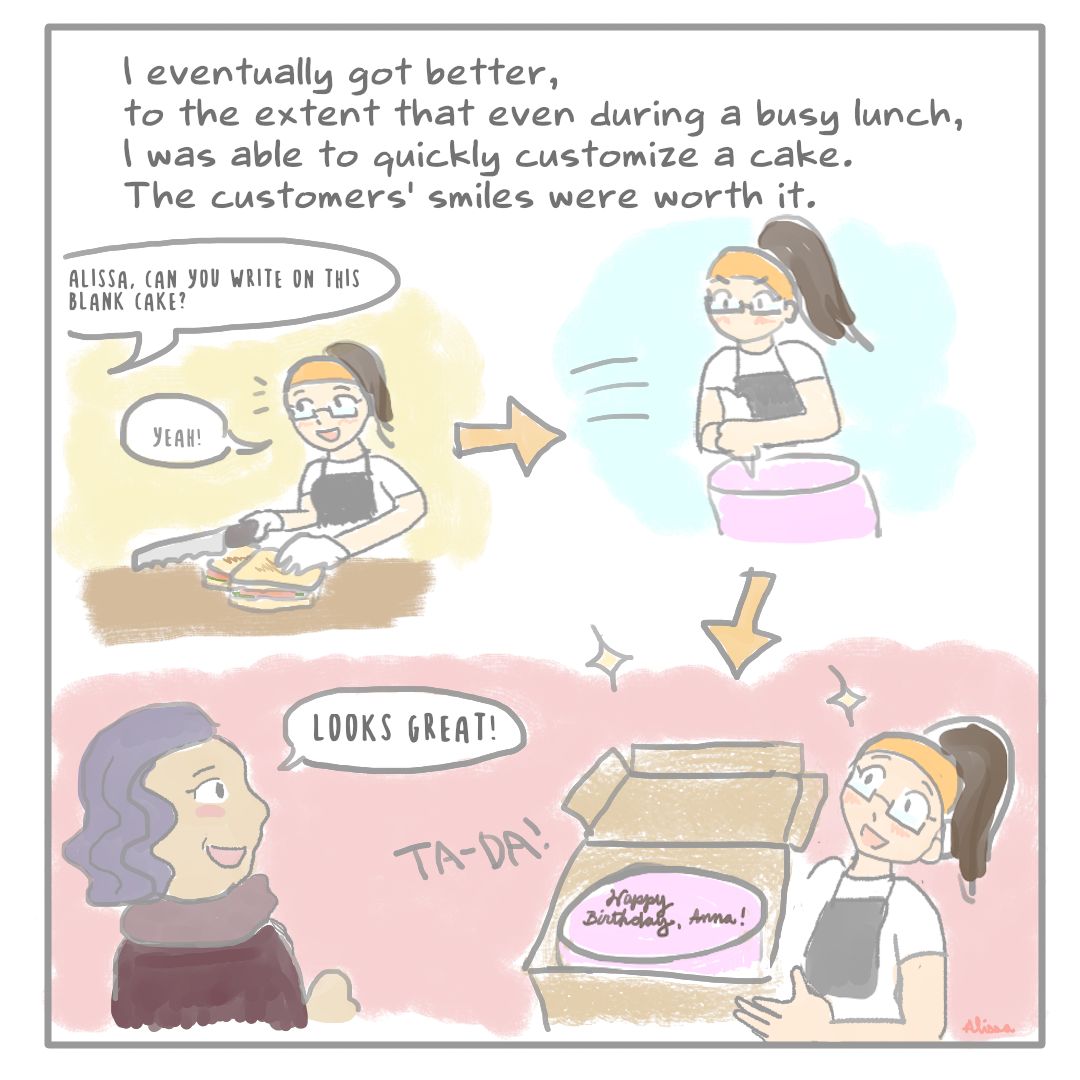 I eventually got better,
to the extent that even during a busy lunch,
I was able to quickly customize a cake.
The customers' smiles were worth it.
ALISSA, CAN YOU WRITE ON THIS
BLANK CAKE?
YEAH!
LOOKS GREAT!
TA-DA!
Happy
Birthday, Anna!
Alissa